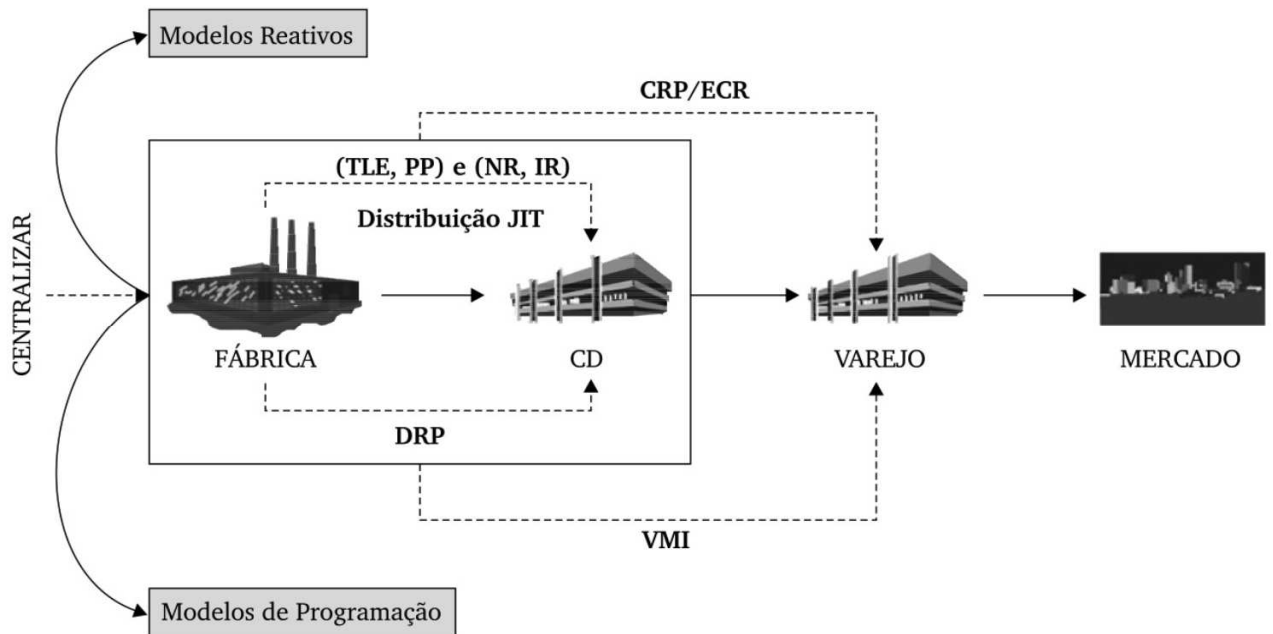 Modelos Reativos
CRP/ECR
(TLE, PP) e (NR, IR)
Distribuição JIT
CENTRALIZAR
FÁBRICA
CD
VAREJO
MERCADO
DRP
VMI
Modelos de Programação